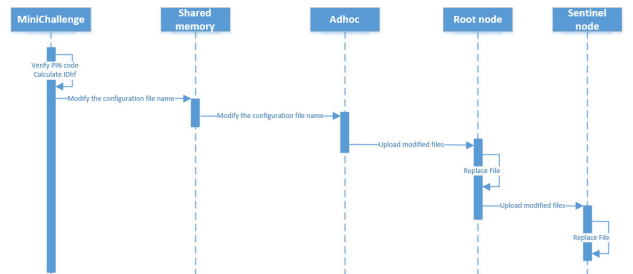 MiniChallenge
Shared
memory
Adhoc
Root node
Sentinel
node
Verify PIN code
Calculate IDhf
Modify the configuration file name
Modify the configuration file name
Upload modified files
Replace File
Upload modified files
Replace File